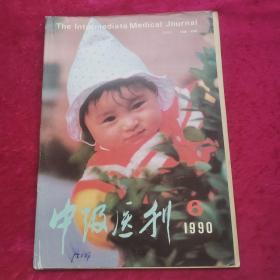 The Intermediate Medical Journal
中级医刊
6
1990